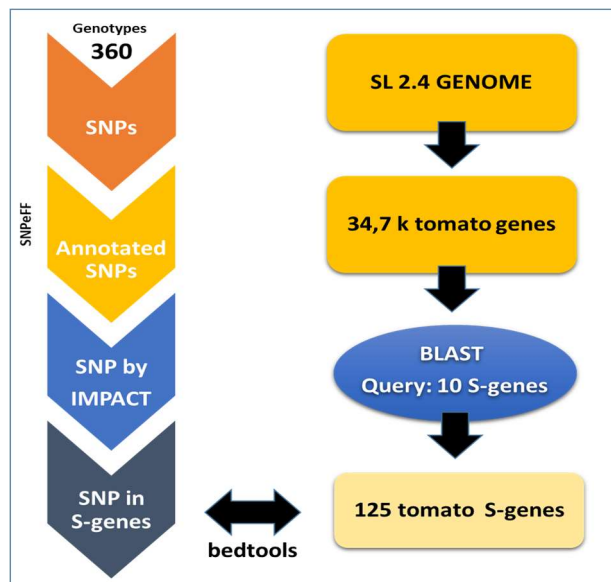 Genotypes
360
SNPs
SNPeFF
Annotated
SNPs
SNP by
IMPACT
SNP in
S-genes
bedtools
SL 2.4 GENOME
34,7 k tomato genes
BLAST
Query: 10 S-genes
125 tomato S-genes